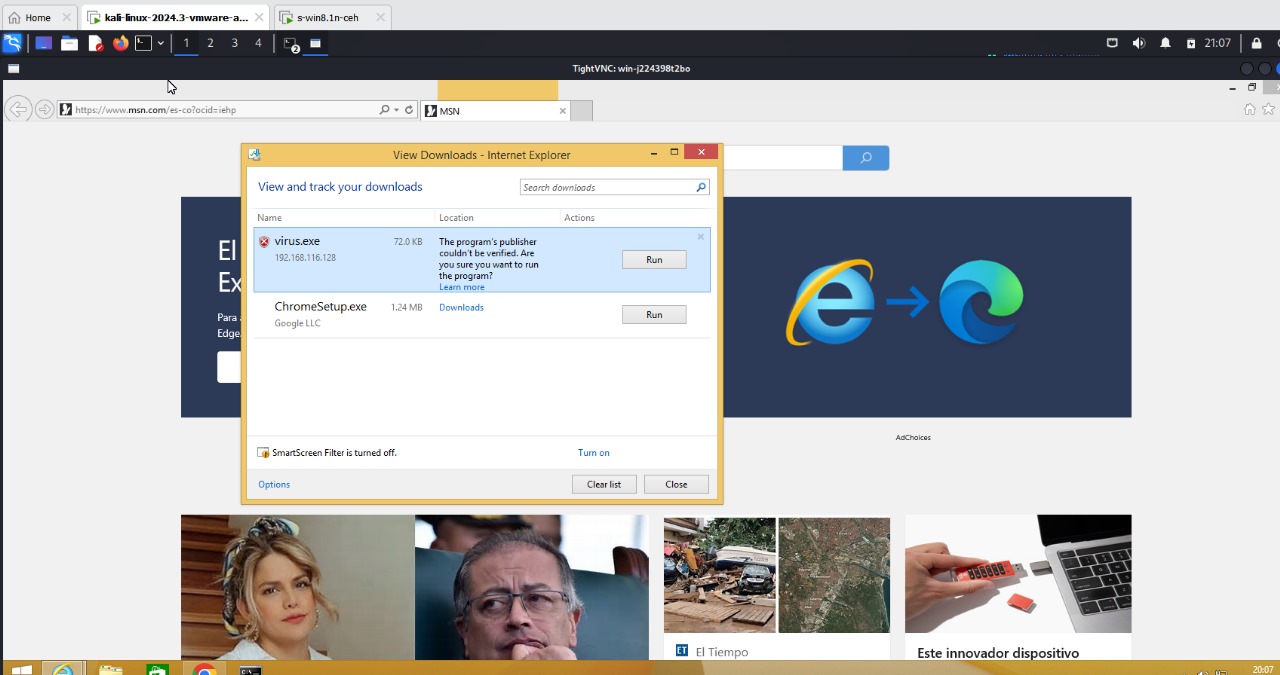 Home
kali-linux-2024.3-vmware-a...
s-win8.1n-ceh
1 2 3 4
2
21:07
TightVNC: win-j224398t2bo
https://www.msn.com/es-co?ocid=iehp
MSN
View Downloads - Internet Explorer
View and track your downloads
Search downloads
Name Location Actions
virus.exe
192.168.116.128
72.0 KB
The program's publisher
couldn't be verified. Are
you sure you want to run
the program?
Learn more
Run
ChromeSetup.exe
Google LLC
1.24 MB
Downloads
Run
SmartScreen Filter is turned off.
Turn on
Options
Clear list
Close
El
Ex
Para
Edge
AdChoices
ET El Tiempo
Este innovador dispositivo
20:07